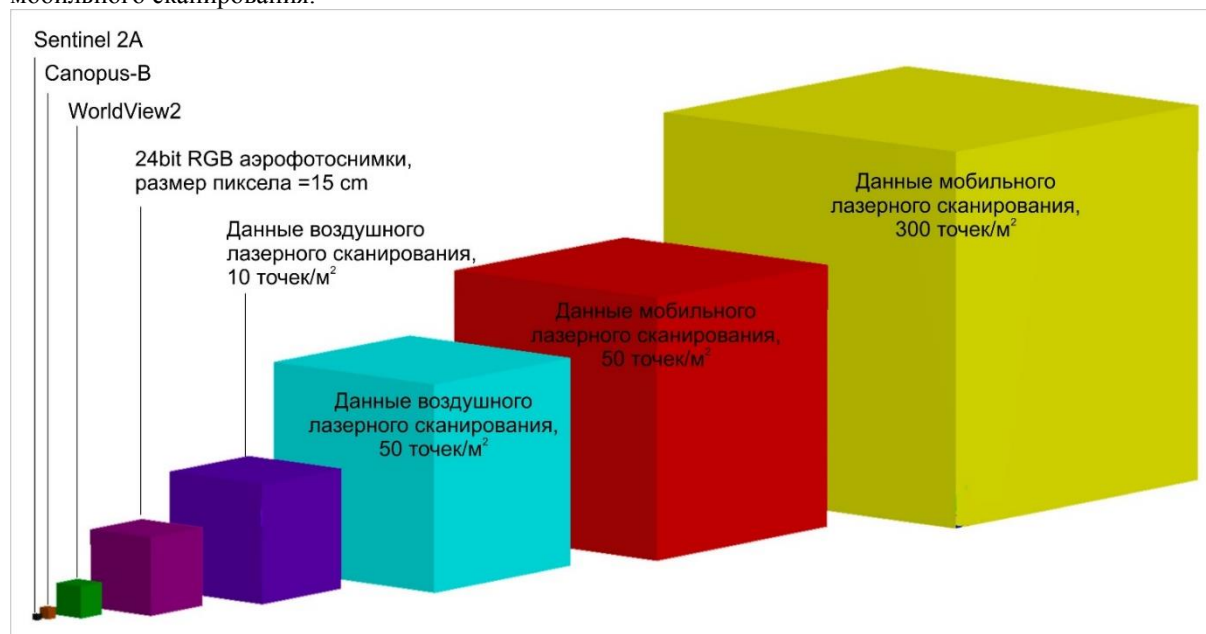 мобильного сканирования.
Sentinel 2A
Canopus-B
WorldView2
24bit RGB аэрофотоснимки,
размер пиксела =15 cm
Данные воздушного
лазерного сканирования,
10 точек/м²
Данные воздушного
лазерного сканирования,
50 точек/м²
Данные мобильного
лазерного сканирования,
50 точек/м²
Данные мобильного
лазерного сканирования,
300 точек/м²